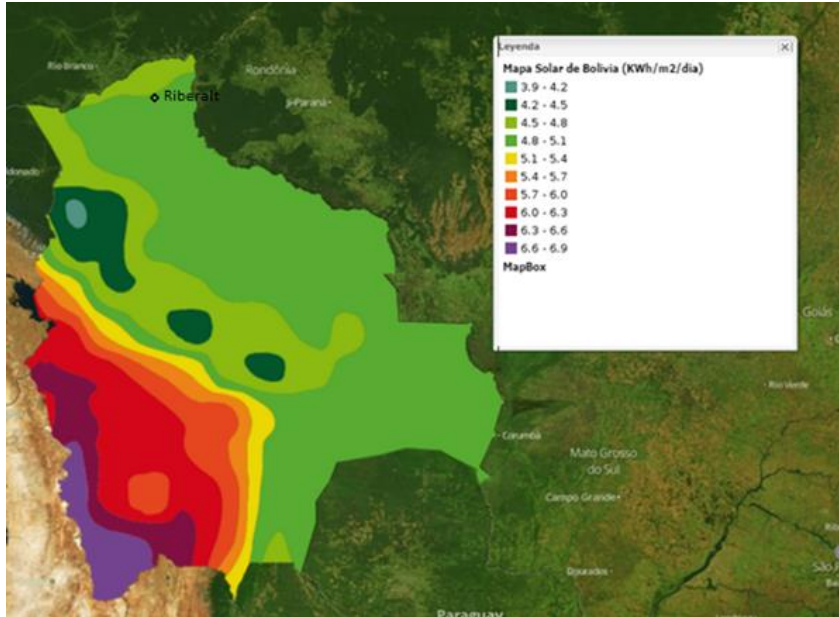 Leyenda
Mapa Solar de Bolivia (KWh/m2/dia)
3.9 - 4.2
4.2 - 4.5
4.5 - 4.8
4.8 - 5.1
5.1 - 5.4
5.4 - 5.7
5.7 - 6.0
6.0 - 6.3
6.3 - 6.6
6.6 - 6.9
MapBox
Rio Branco
Rondônia
Riberalt
Ji-Paraná
Goiás
Rio Verde
Corumbá
Mato Grosso
do Sul
Campo Grande
Dourados
Paraguay